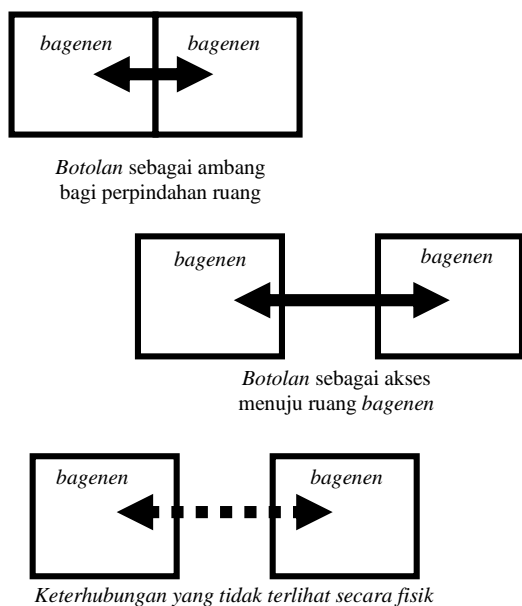 bagenen bagenen
Botolan sebagai ambang
bagi perpindahan ruang
bagenen bagenen
Botolan sebagai akses
menuju ruang bagenen
bagenen bagenen
Keterhubungan yang tidak terlihat secara fisik